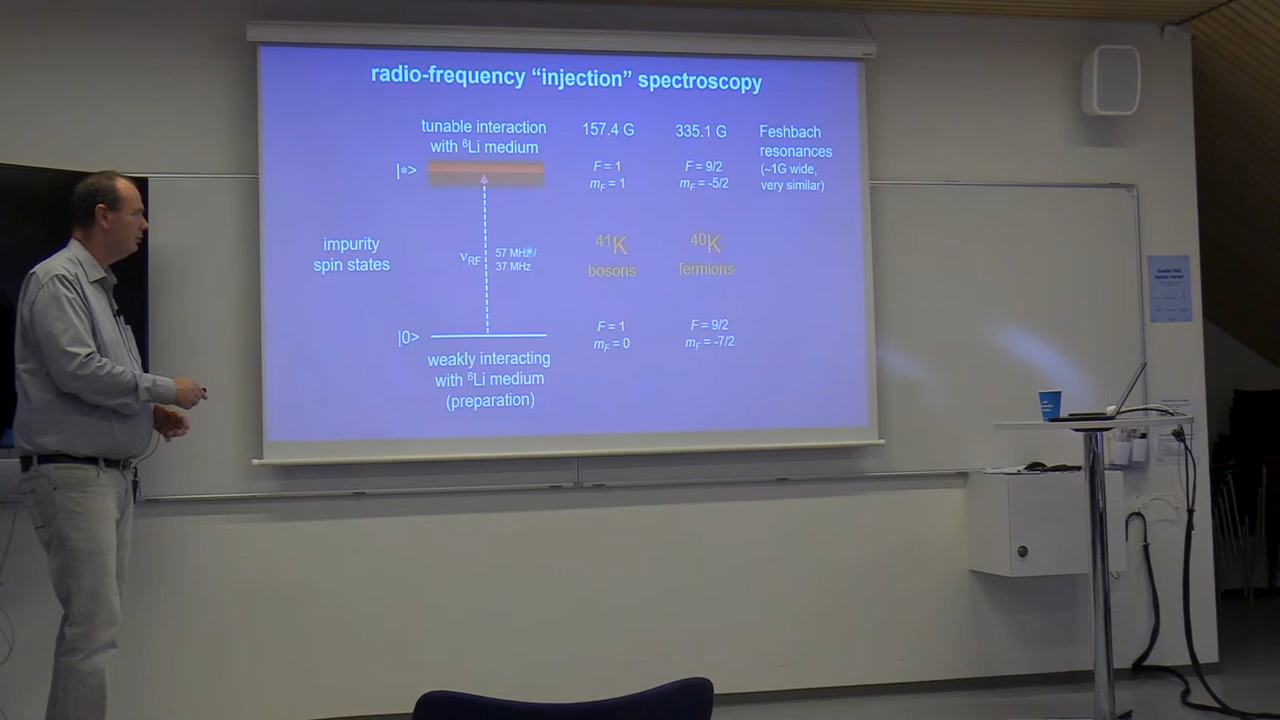 radio-frequency “injection” spectroscopy
tunable interaction
with ⁶Li medium
157.4 G
335.1 G
Feshbach
resonances
(~1G wide,
very similar)
|*>
F = 1
m_F = 1
F = 9/2
m_F = -5/2
impurity
spin states
ν_RF
57 MHz/
37 MHz
⁴¹K
bosons
⁴⁰K
fermions
|0>
F = 1
m_F = 0
F = 9/2
m_F = -7/2
weakly interacting
with ⁶Li medium
(preparation)